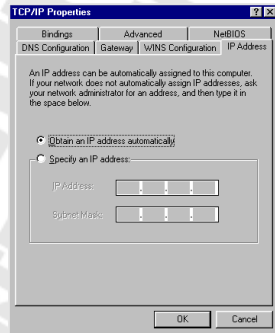 TCP/IP Properties
Bindings Advanced NetBIOS
DNS Configuration Gateway WINS Configuration IP Address
An IP address can be automatically assigned to this computer.
If your network does not automatically assign IP addresses, ask
your network administrator for an address, and then type it in
the space below.
Obtain an IP address automatically
Specify an IP address:
IP Address:
Subnet Mask:
OK Cancel